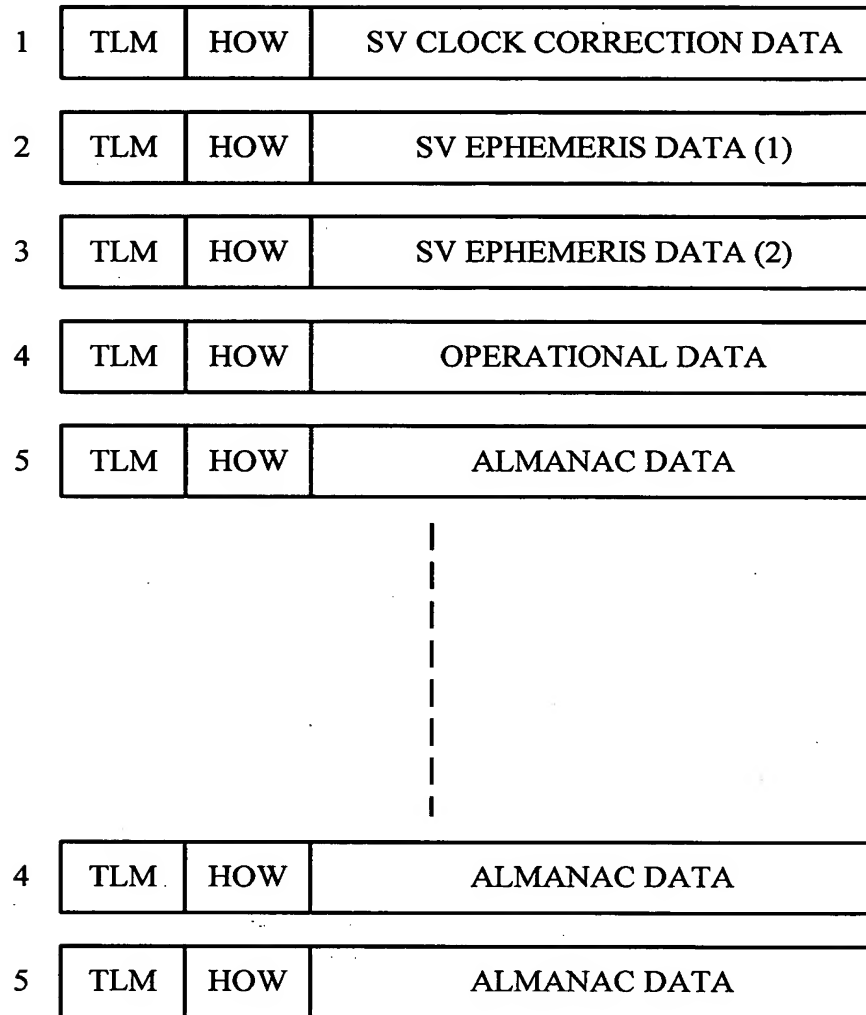 1 TLM HOW SV CLOCK CORRECTION DATA
2 TLM HOW SV EPHEMERIS DATA (1)
3 TLM HOW SV EPHEMERIS DATA (2)
4 TLM HOW OPERATIONAL DATA
5 TLM HOW ALMANAC DATA
4 TLM HOW ALMANAC DATA
5 TLM HOW ALMANAC DATA